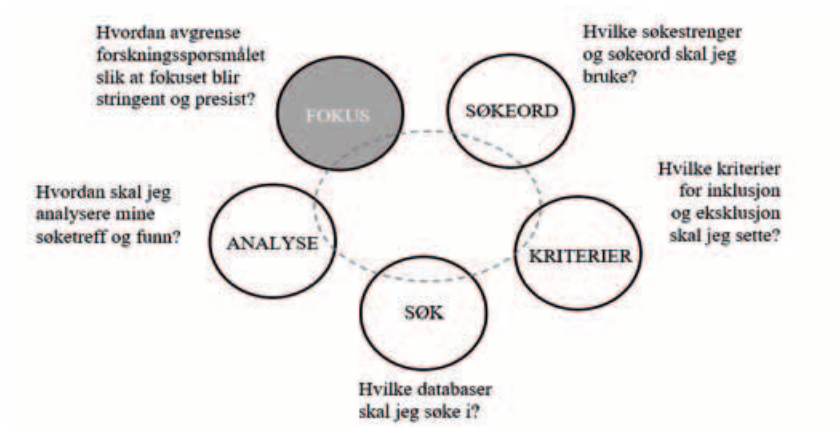 Hvordan avgrense
forskningsspørsmålet
slik at fokuset blir
stringent og presist?
FOKUS
Hvilke søkestrenger
og søkeord skal jeg
bruke?
SØKEORD
Hvilke kriterier
for inklusjon
og eksklusjon
skal jeg sette?
KRITERIER
SØK
Hvilke databaser
skal jeg søke i?
Hvordan skal jeg
analysere mine
søketreff og funn?
ANALYSE